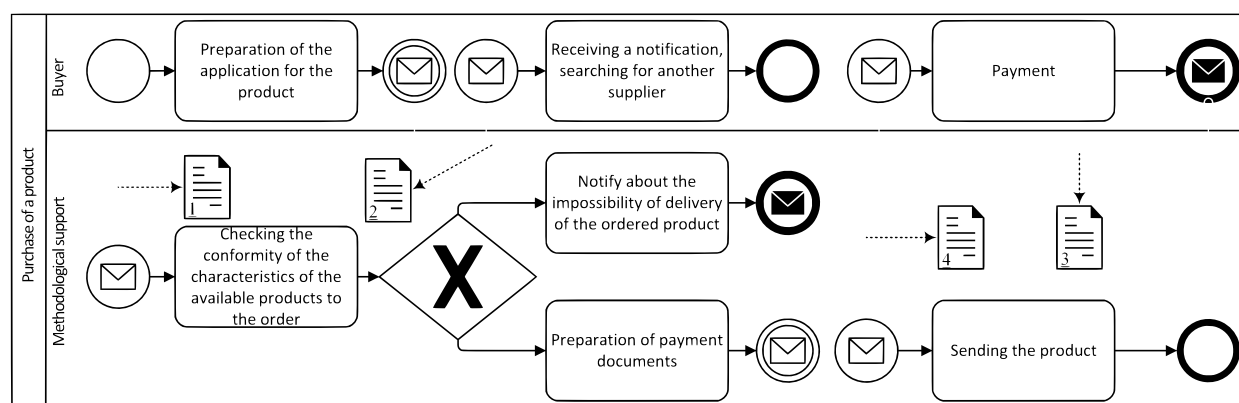 Purchase of a product
Buyer
Preparation of the
application for the
product
Receiving a notification,
searching for another
supplier
Payment
Methodological support
1
2
Checking the
conformity of the
characteristics of the
available products to
the order
X
Notify about the
impossibility of delivery
of the ordered product
4
3
Preparation of payment
documents
Sending the product